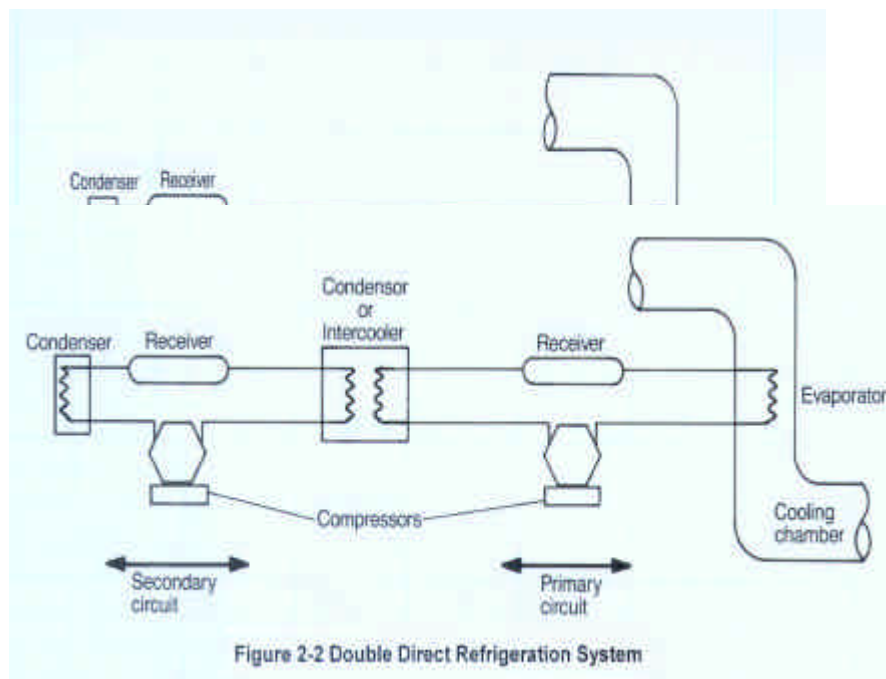 Condenser Receiver
Condensor
or
Intercooler
Condenser
Receiver
Receiver
Evaporator
Compressors
Cooling
chamber
Secondary
circuit
Primary
circuit
Figure 2-2 Double Direct Refrigeration System